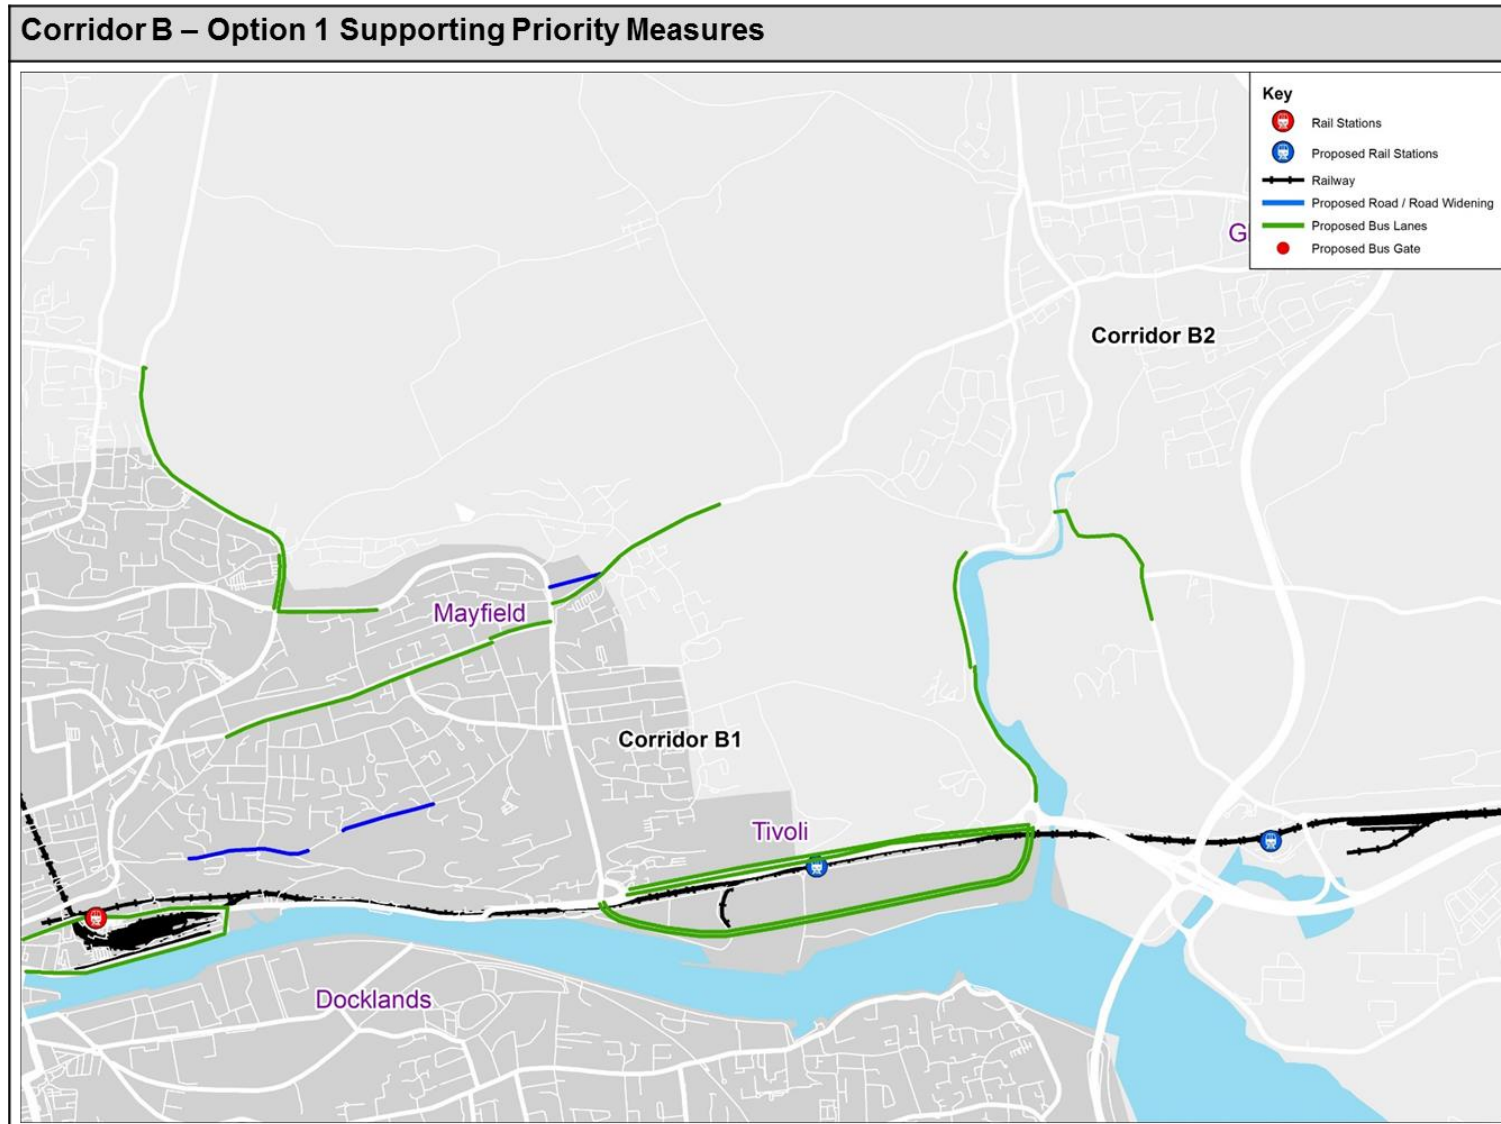 Corridor B – Option 1 Supporting Priority Measures
Key
Rail Stations
Proposed Rail Stations
Railway
Proposed Road / Road Widening
Proposed Bus Lanes
Proposed Bus Gate
Corridor B2
Mayfield
Corridor B1
Tivoli
Docklands